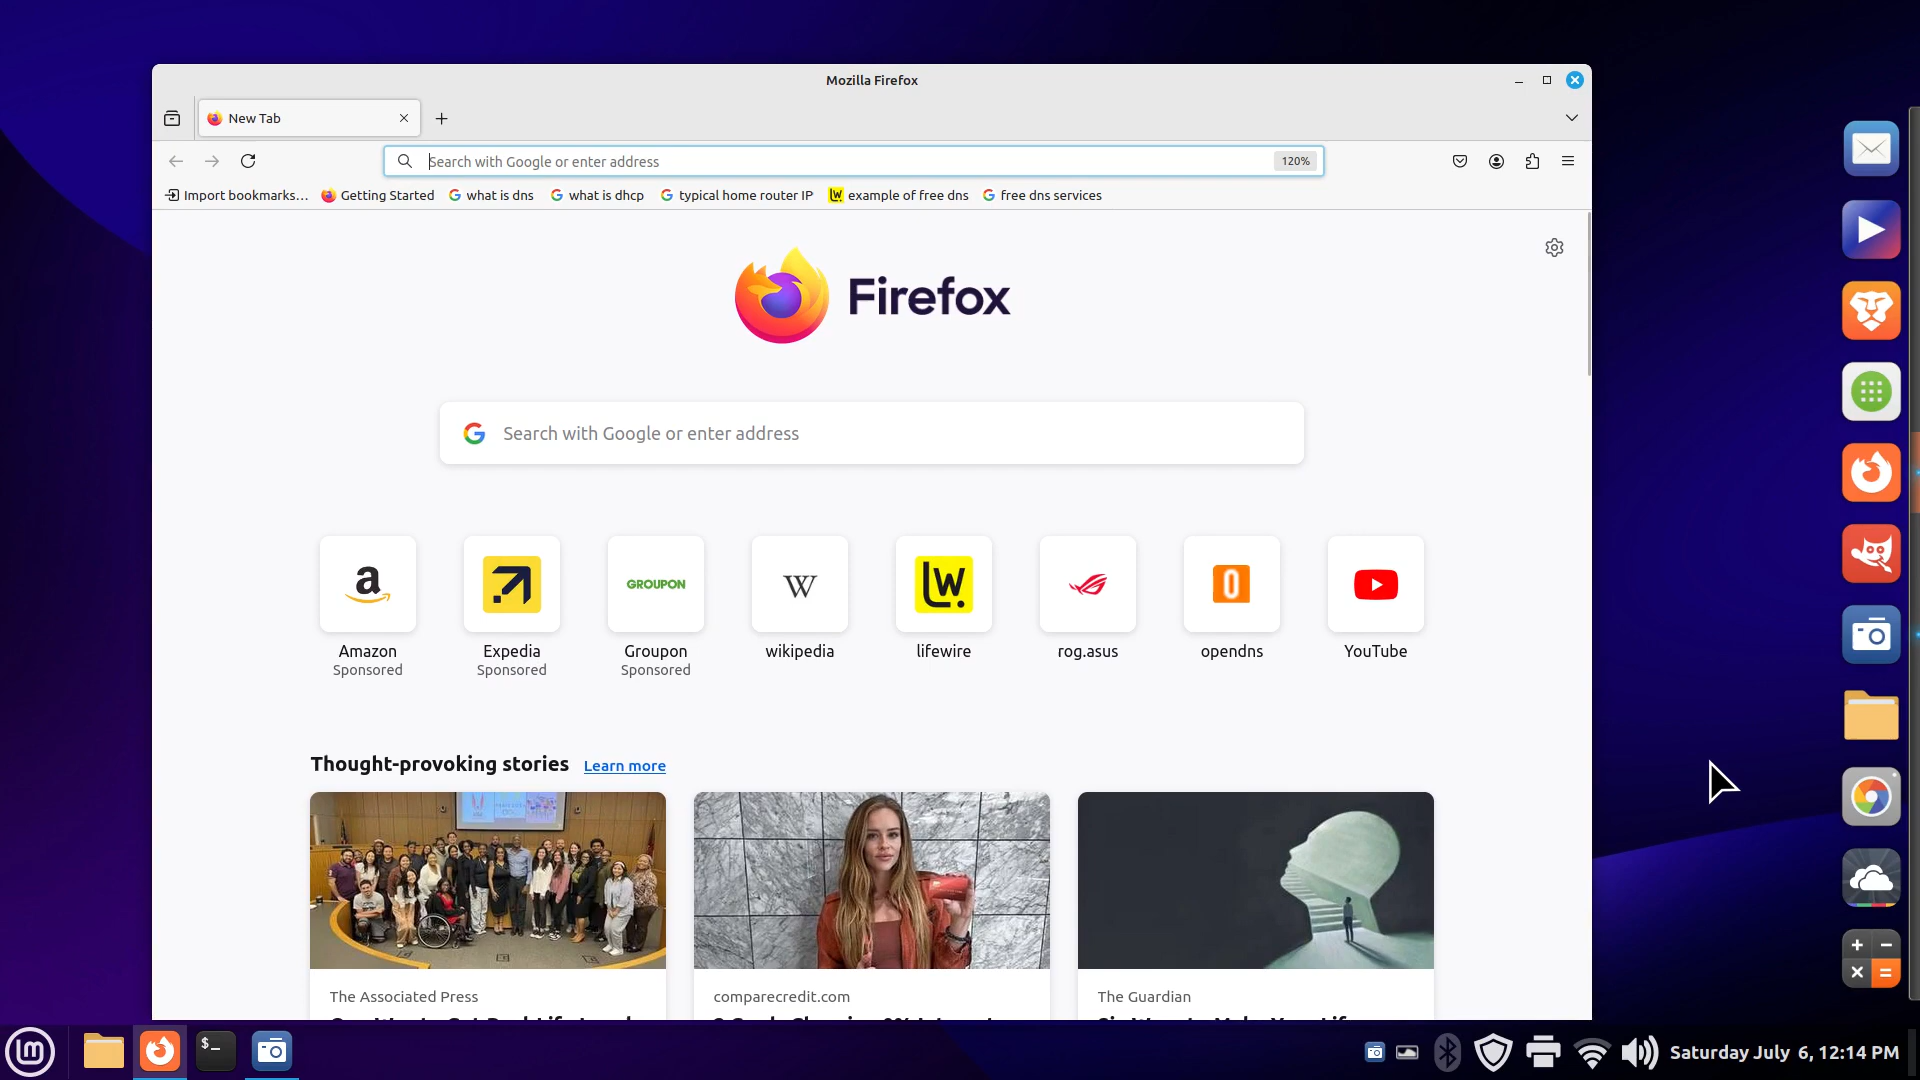 Mozilla Firefox
New Tab
Search with Google or enter address
120%
Import bookmarks... Getting Started what is dns what is dhcp typical home router IP example of free dns free dns services
Firefox
Search with Google or enter address
a
GROUPON
W
LW.
Amazon
Sponsored
Expedia
Sponsored
Groupon
Sponsored
wikipedia
lifewire
rog.asus
opendns
YouTube
Thought-provoking stories Learn more
The Associated Press
comparecredit.com
The Guardian
$_
Saturday July 6, 12:14 PM